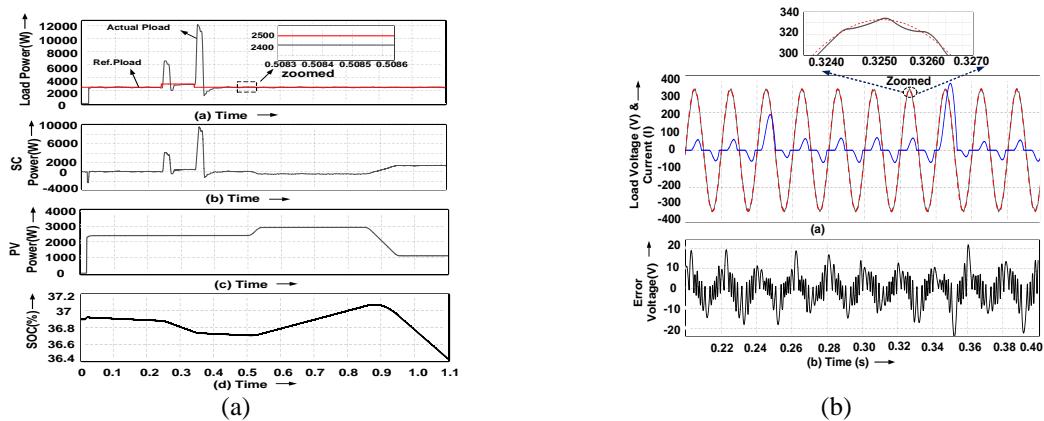 12000
10000
8000
6000
4000
2000
0
Load Power(W)
Actual Pload
Ref.Pload
2500
2400
0.5083 0.5084 0.5085 0.5086
zoomed
(a) Time
10000
4000
0
-4000
SC
Power(W)
(b) Time
4000
3000
2000
1000
0
PV
Power(W)
(c) Time
37.2
37
36.8
36.6
36.4
SOC(%)
0 0.1 0.2 0.3 0.4 0.5 0.6 0.7 0.8 0.9 1 1.1
(d) Time
(a)
340
320
300
0.3240 0.3250 0.3260 0.3270
Zoomed
400
300
200
100
0
-100
-200
-300
-400
Load Voltage (V) &
Current (I)
(a)
20
10
0
-10
-20
Error
Voltage(V)
0.22 0.24 0.26 0.28 0.30 0.32 0.34 0.36 0.38 0.40
(b) Time (s)
(b)